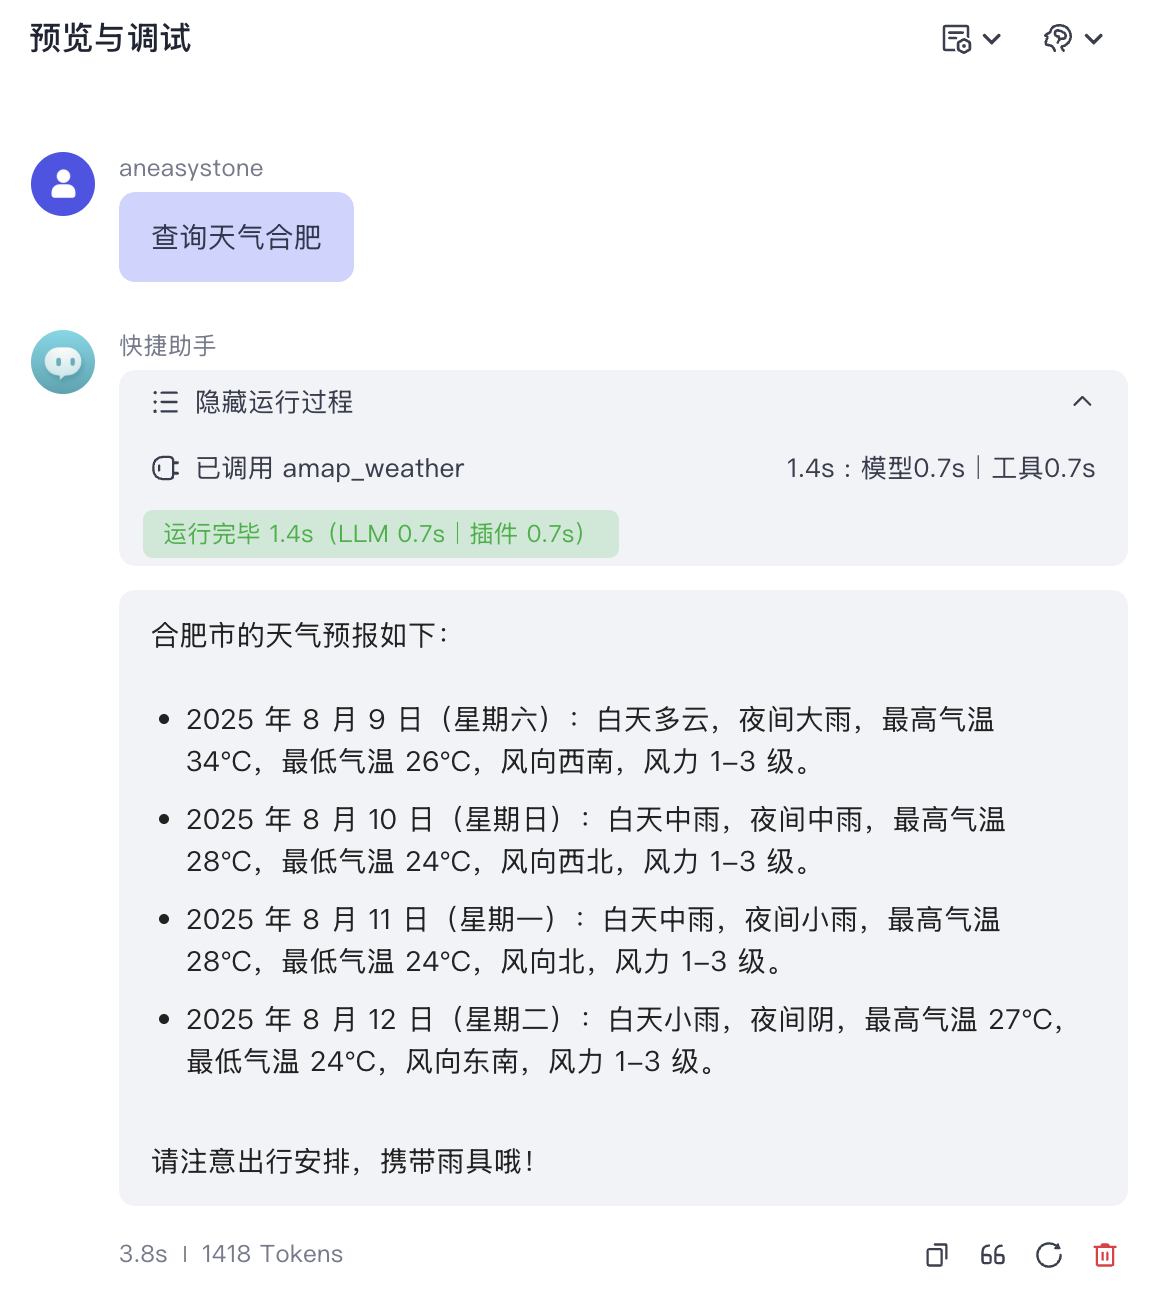 预览与调试
aneasystone
查询天气合肥
快捷助手
隐藏运行过程
已调用 amap_weather 1.4s：模型0.7s｜工具0.7s
运行完毕 1.4s（LLM 0.7s｜插件 0.7s）
合肥市的天气预报如下：
• 2025 年 8 月 9 日（星期六）：白天多云，夜间大雨，最高气温
34℃，最低气温 26℃，风向西南，风力 1–3 级。
• 2025 年 8 月 10 日（星期日）：白天中雨，夜间中雨，最高气温
28℃，最低气温 24℃，风向西北，风力 1–3 级。
• 2025 年 8 月 11 日（星期一）：白天中雨，夜间小雨，最高气温
28℃，最低气温 24℃，风向北，风力 1–3 级。
• 2025 年 8 月 12 日（星期二）：白天小雨，夜间阴，最高气温 27℃，
最低气温 24℃，风向东南，风力 1–3 级。
请注意出行安排，携带雨具哦！
3.8s | 1418 Tokens